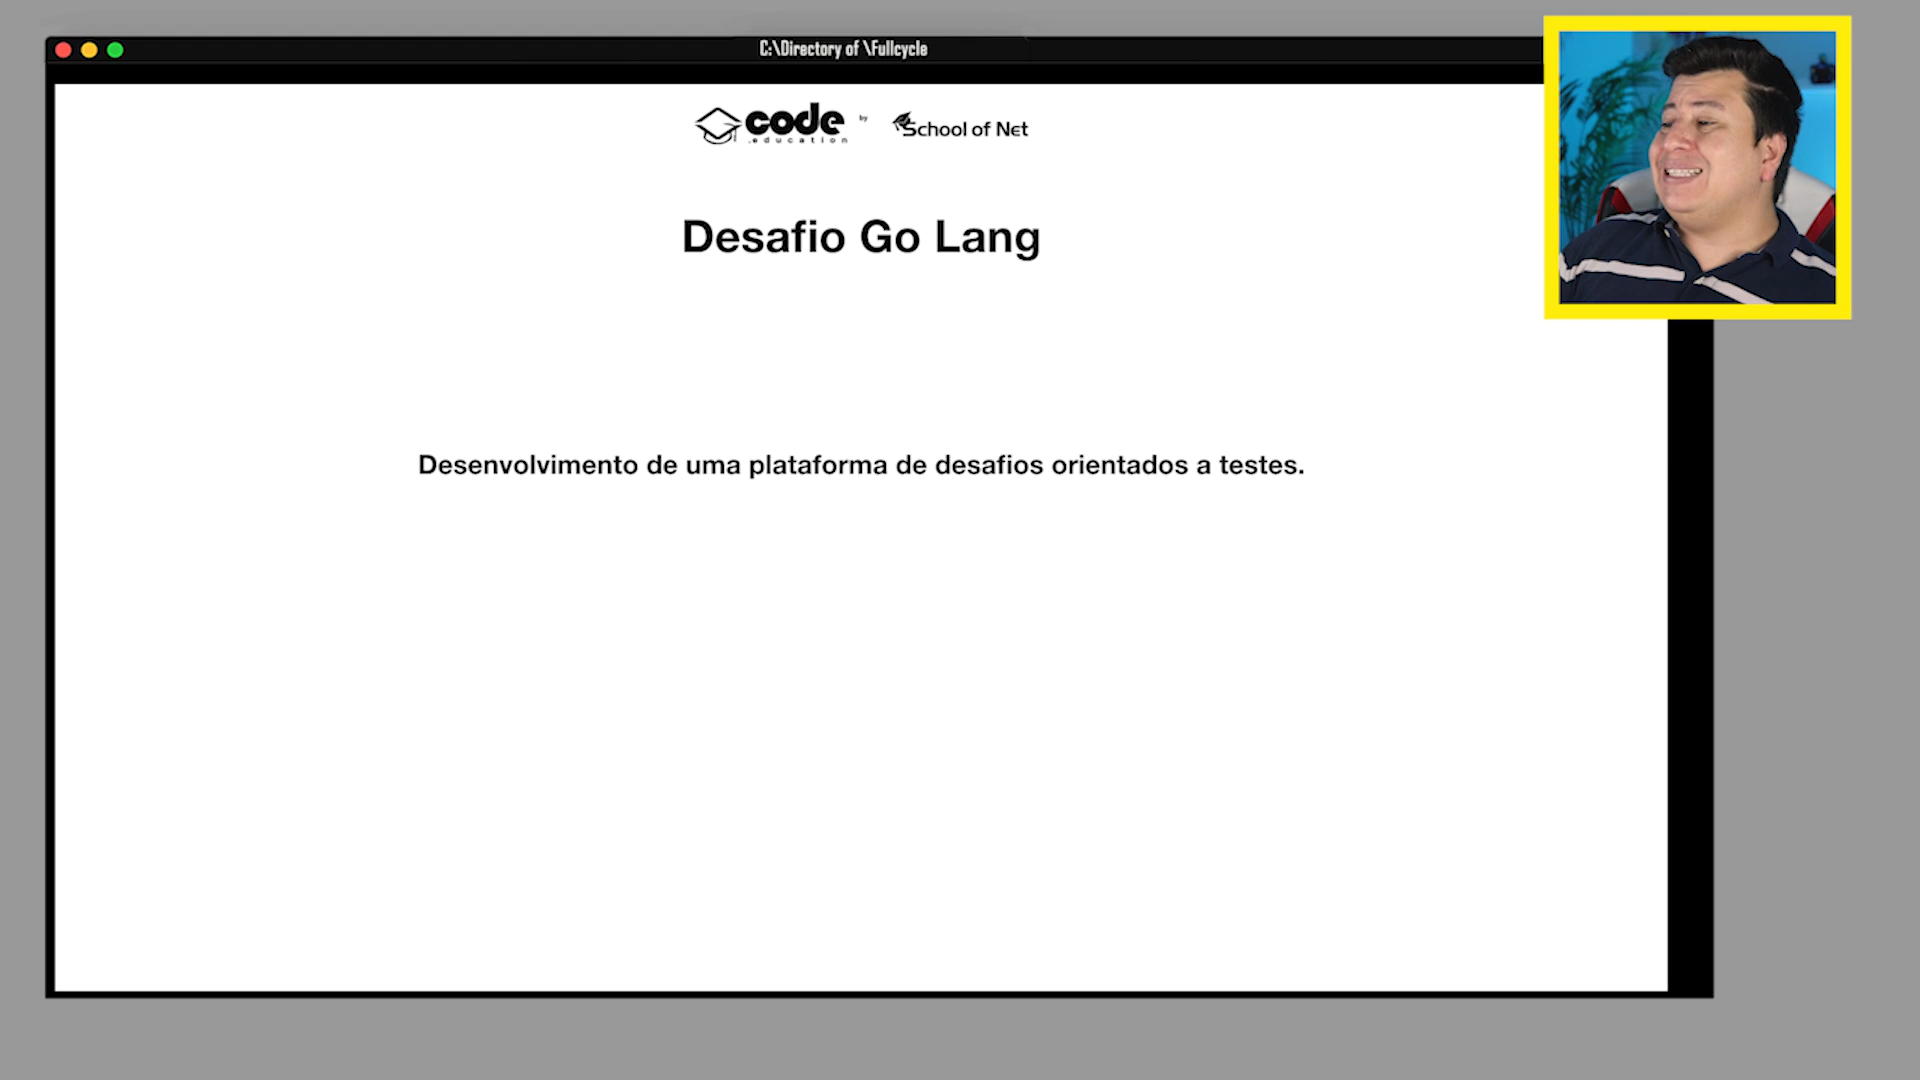 C:\Directory of \Fullcycle
code by School of Net
.education
Desafio Go Lang
Desenvolvimento de uma plataforma de desafios orientados a testes.